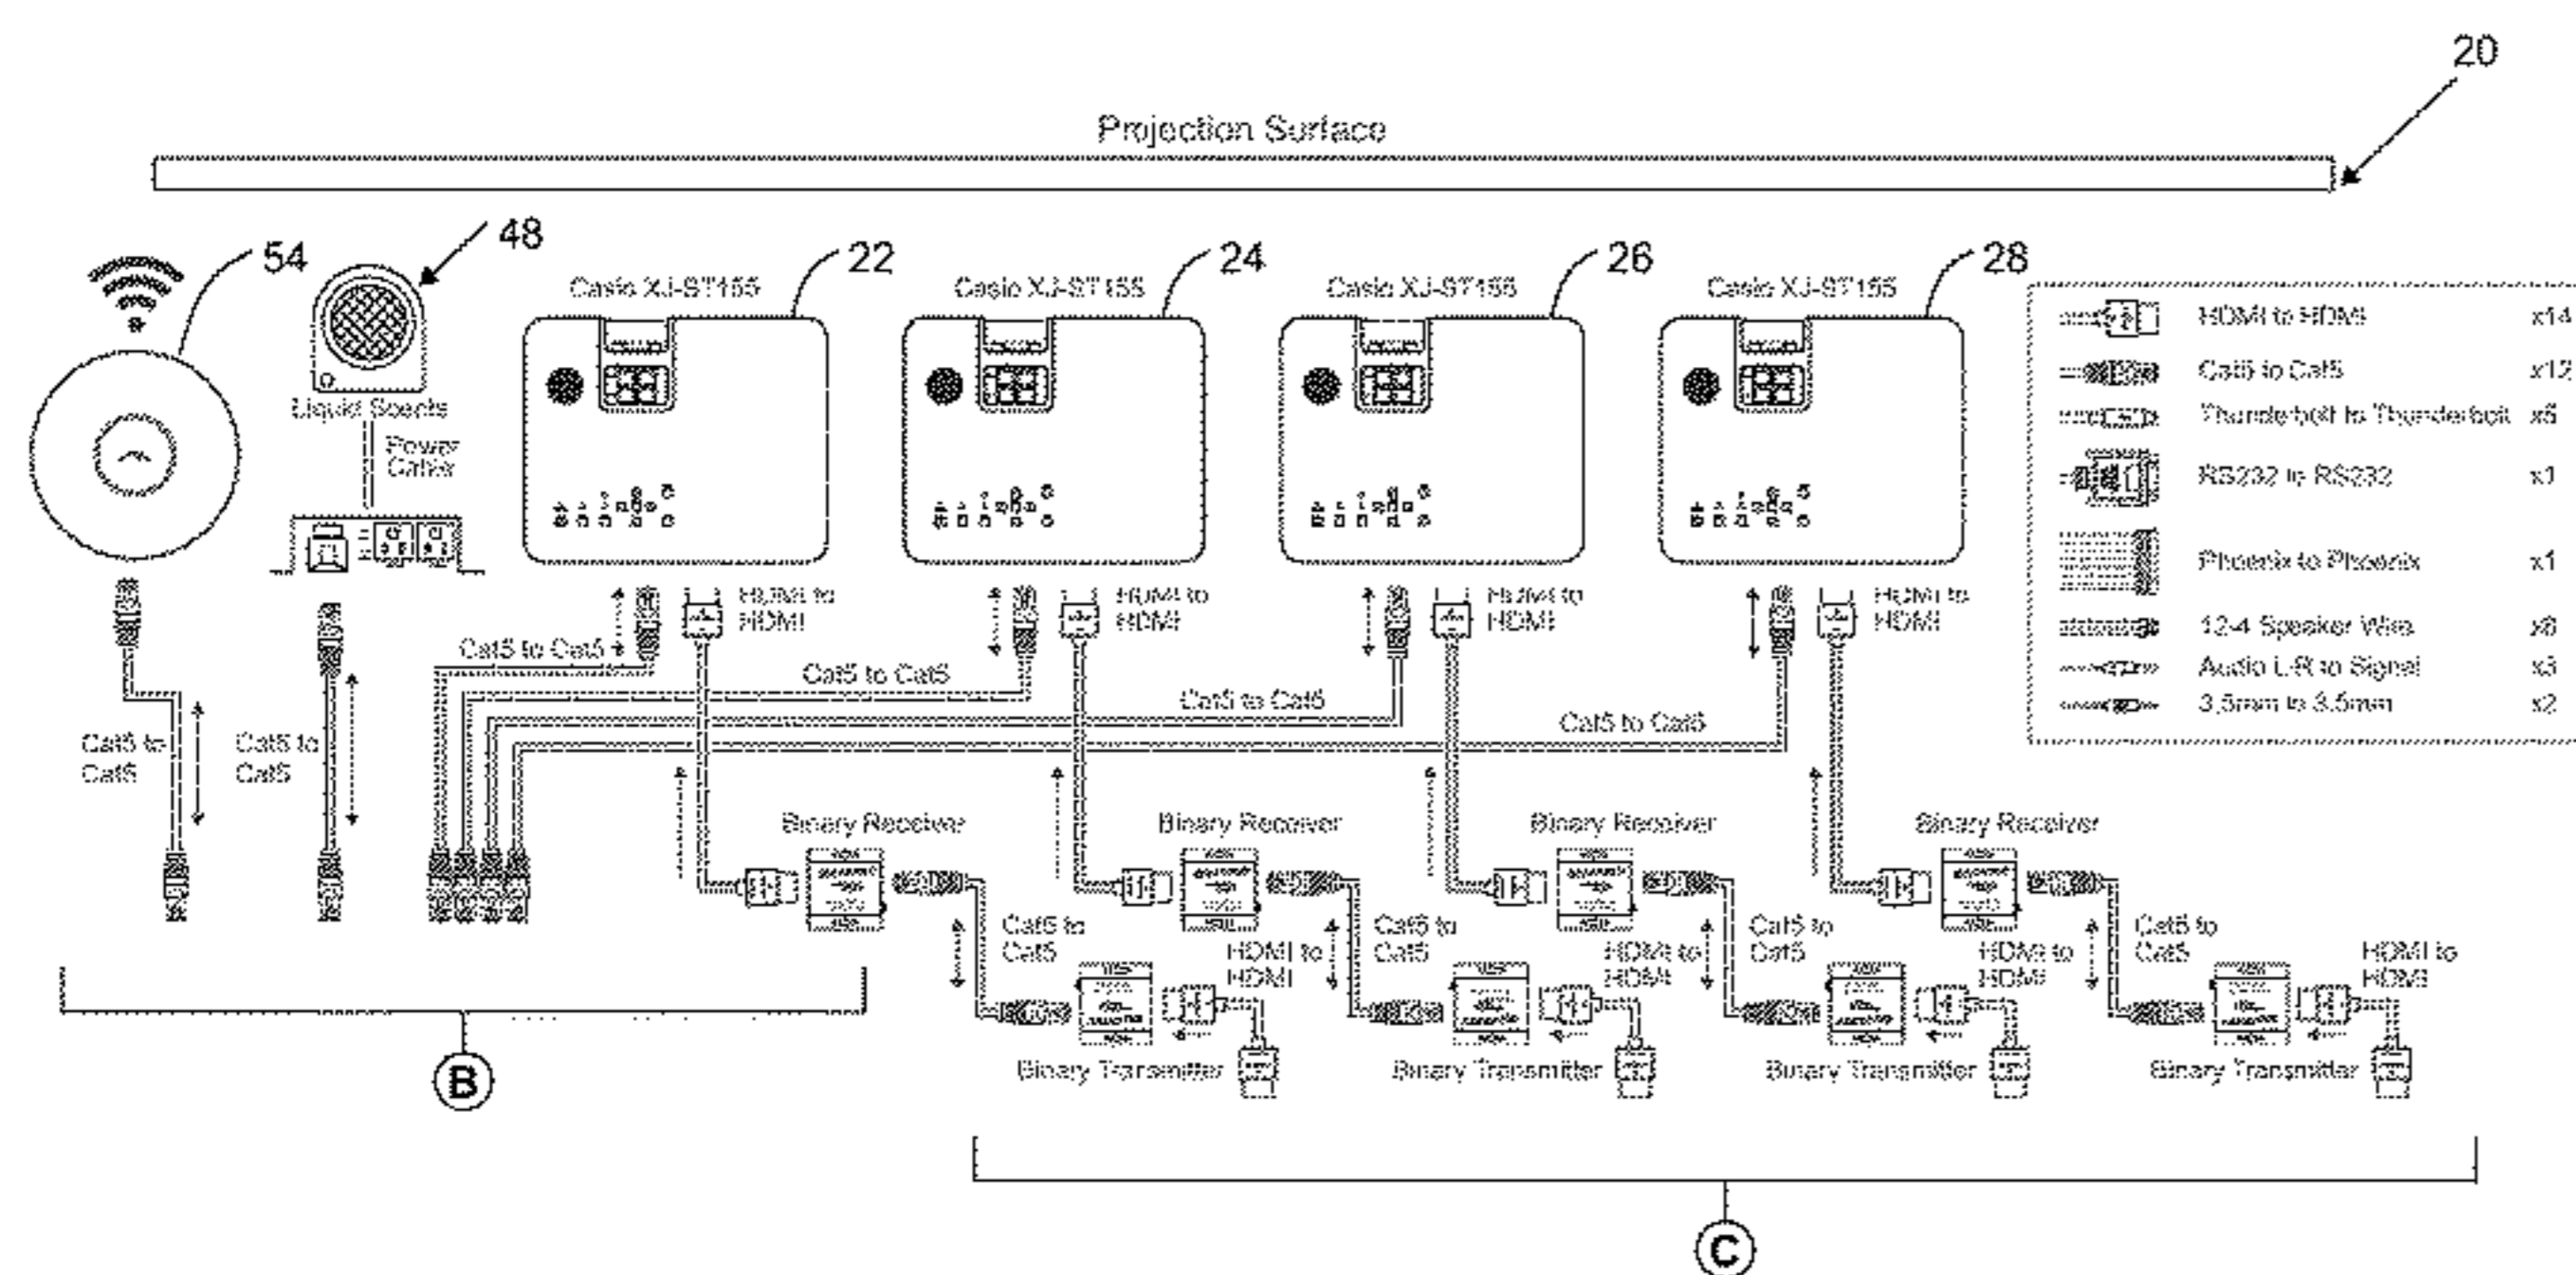 20
Projection Surface
54
48
22
24
26
28
Casio XJ-ST155
Casio XJ-ST155
Casio XJ-ST155
Casio XJ-ST155
Liquid Scents
Power
Cable
HDMI to HDMI x14
Cat5 to Cat5 x12
Thunderbolt to Thunderbolt x5
RS232 to RS232 x1
Phoenix to Phoenix x1
12-4 Speaker Wire x6
Audio L/R to Signal x3
3.5mm to 3.5mm x2
HDMI to
HDMI
HDMI to
HDMI
HDMI to
HDMI
HDMI to
HDMI
Cat5 to Cat5
Cat5 to Cat5
Cat5 to Cat5
Cat5 to Cat5
Cat5 to
Cat5
Cat5 to
Cat5
Binary Receiver
Binary Receiver
Binary Receiver
Binary Receiver
Cat5 to
Cat5
HDMI to
HDMI
Cat5 to
Cat5
HDMI to
HDMI
Cat5 to
Cat5
HDMI to
HDMI
Cat5 to
Cat5
HDMI to
HDMI
Binary Transmitter
Binary Transmitter
Binary Transmitter
Binary Transmitter
B
C